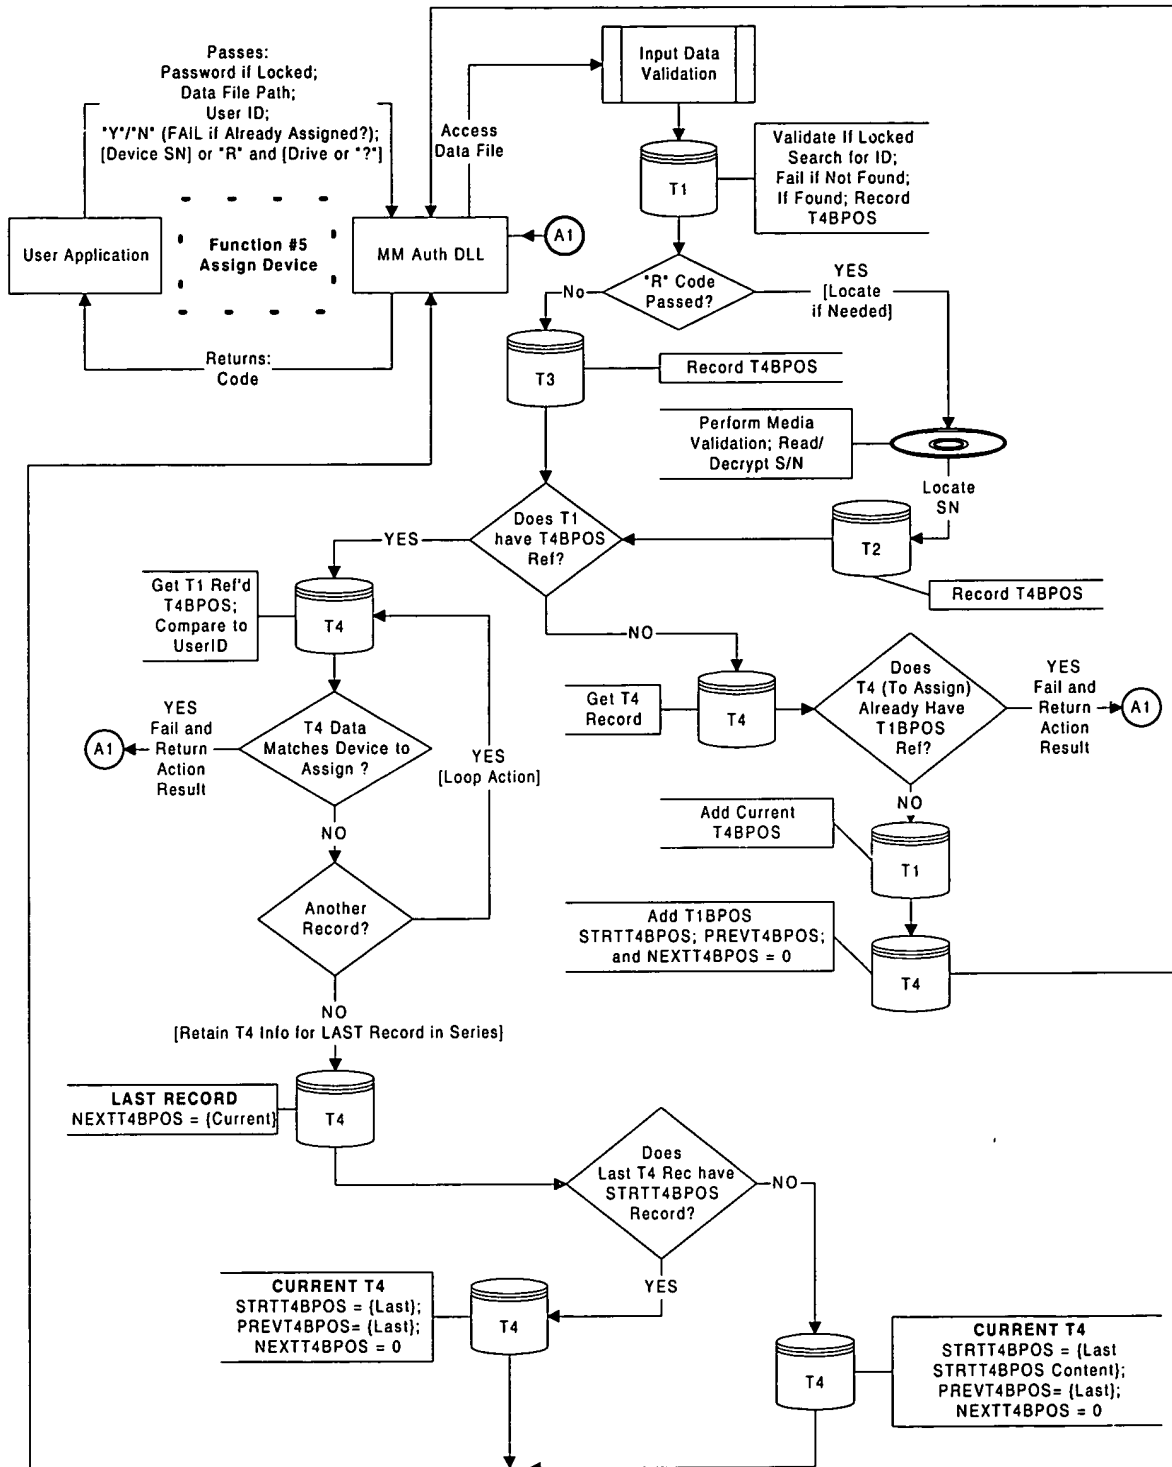 Passes:
Password if Locked;
Data File Path;
User ID;
"Y"/"N" (FAIL if Already Assigned?);
[Device SN] or "R" and [Drive or "?"]
User Application
Function #5
Assign Device
MM Auth DLL
Returns:
Code
Access
Data File
A1
Input Data
Validation
T1
Validate If Locked
Search for ID;
Fail if Not Found;
If Found; Record
T4BPOS
"R" Code
Passed?
No
YES
[Locate
if Needed]
T3
Record T4BPOS
Perform Media
Validation; Read/
Decrypt S/N
Locate
SN
T2
Record T4BPOS
Does T1
have T4BPOS
Ref?
YES
NO
Get T1 Ref'd
T4BPOS;
Compare to
UserID
T4
T4 Data
Matches Device to
Assign ?
YES
Fail and
Return
Action
Result
A1
YES
[Loop Action]
NO
Another
Record?
NO
[Retain T4 Info for LAST Record in Series]
Get T4
Record
T4
Does
T4 (To Assign)
Already Have
T1BPOS
Ref?
YES
Fail and
Return
Action
Result
A1
NO
Add Current
T4BPOS
T1
Add T1BPOS
STRTT4BPOS; PREVT4BPOS;
and NEXTT4BPOS = 0
T4
LAST RECORD
NEXTT4BPOS = {Current}
T4
Does
Last T4 Rec have
STRTT4BPOS
Record?
NO
YES
CURRENT T4
STRTT4BPOS = {Last};
PREVT4BPOS= {Last};
NEXTT4BPOS = 0
T4
T4
CURRENT T4
STRTT4BPOS = {Last
STRTT4BPOS Content};
PREVT4BPOS= {Last};
NEXTT4BPOS = 0